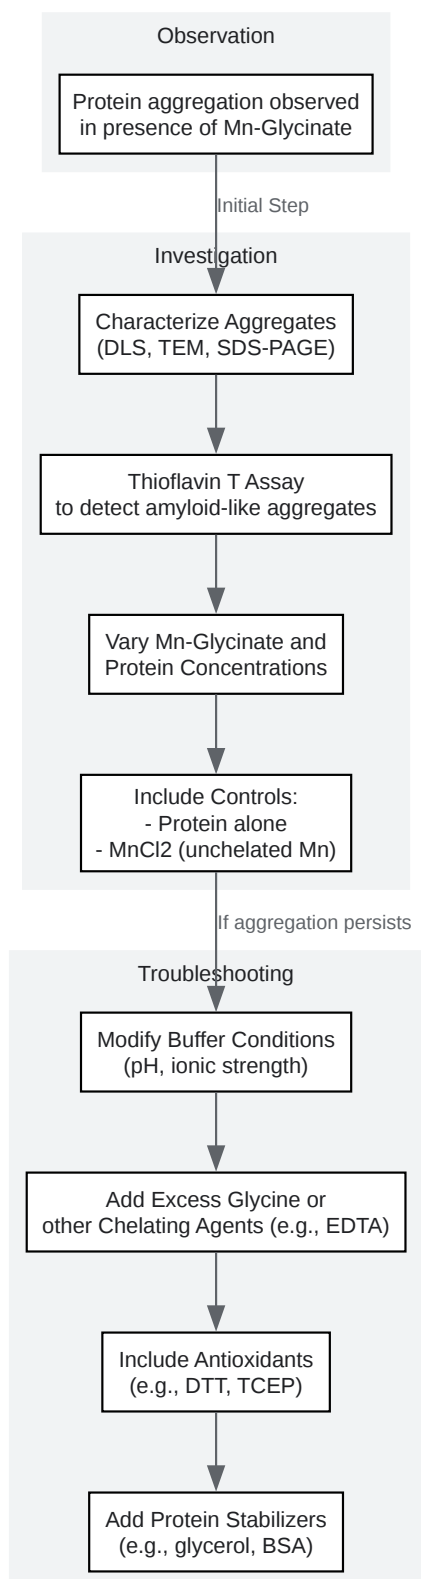 Observation
Protein aggregation observed
in presence of Mn-Glycinate
Initial Step
Investigation
Characterize Aggregates
(DLS, TEM, SDS-PAGE)
Thioflavin T Assay
to detect amyloid-like aggregates
Vary Mn-Glycinate and
Protein Concentrations
Include Controls:
- Protein alone
- MnCl2 (unchelated Mn)
If aggregation persists
Troubleshooting
Modify Buffer Conditions
(pH, ionic strength)
Add Excess Glycine or
other Chelating Agents (e.g., EDTA)
Include Antioxidants
(e.g., DTT, TCEP)
Add Protein Stabilizers
(e.g., glycerol, BSA)